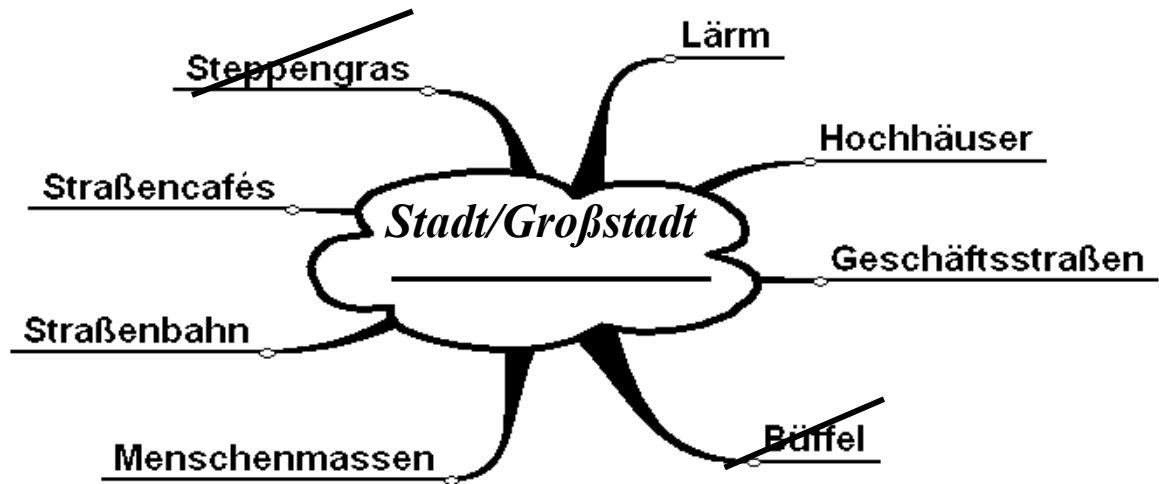 Steppengras
Lärm
Hochhäuser
Straßencafés
Stadt/Großstadt
Geschäftsstraßen
Straßenbahn
Menschenmassen
Büffel